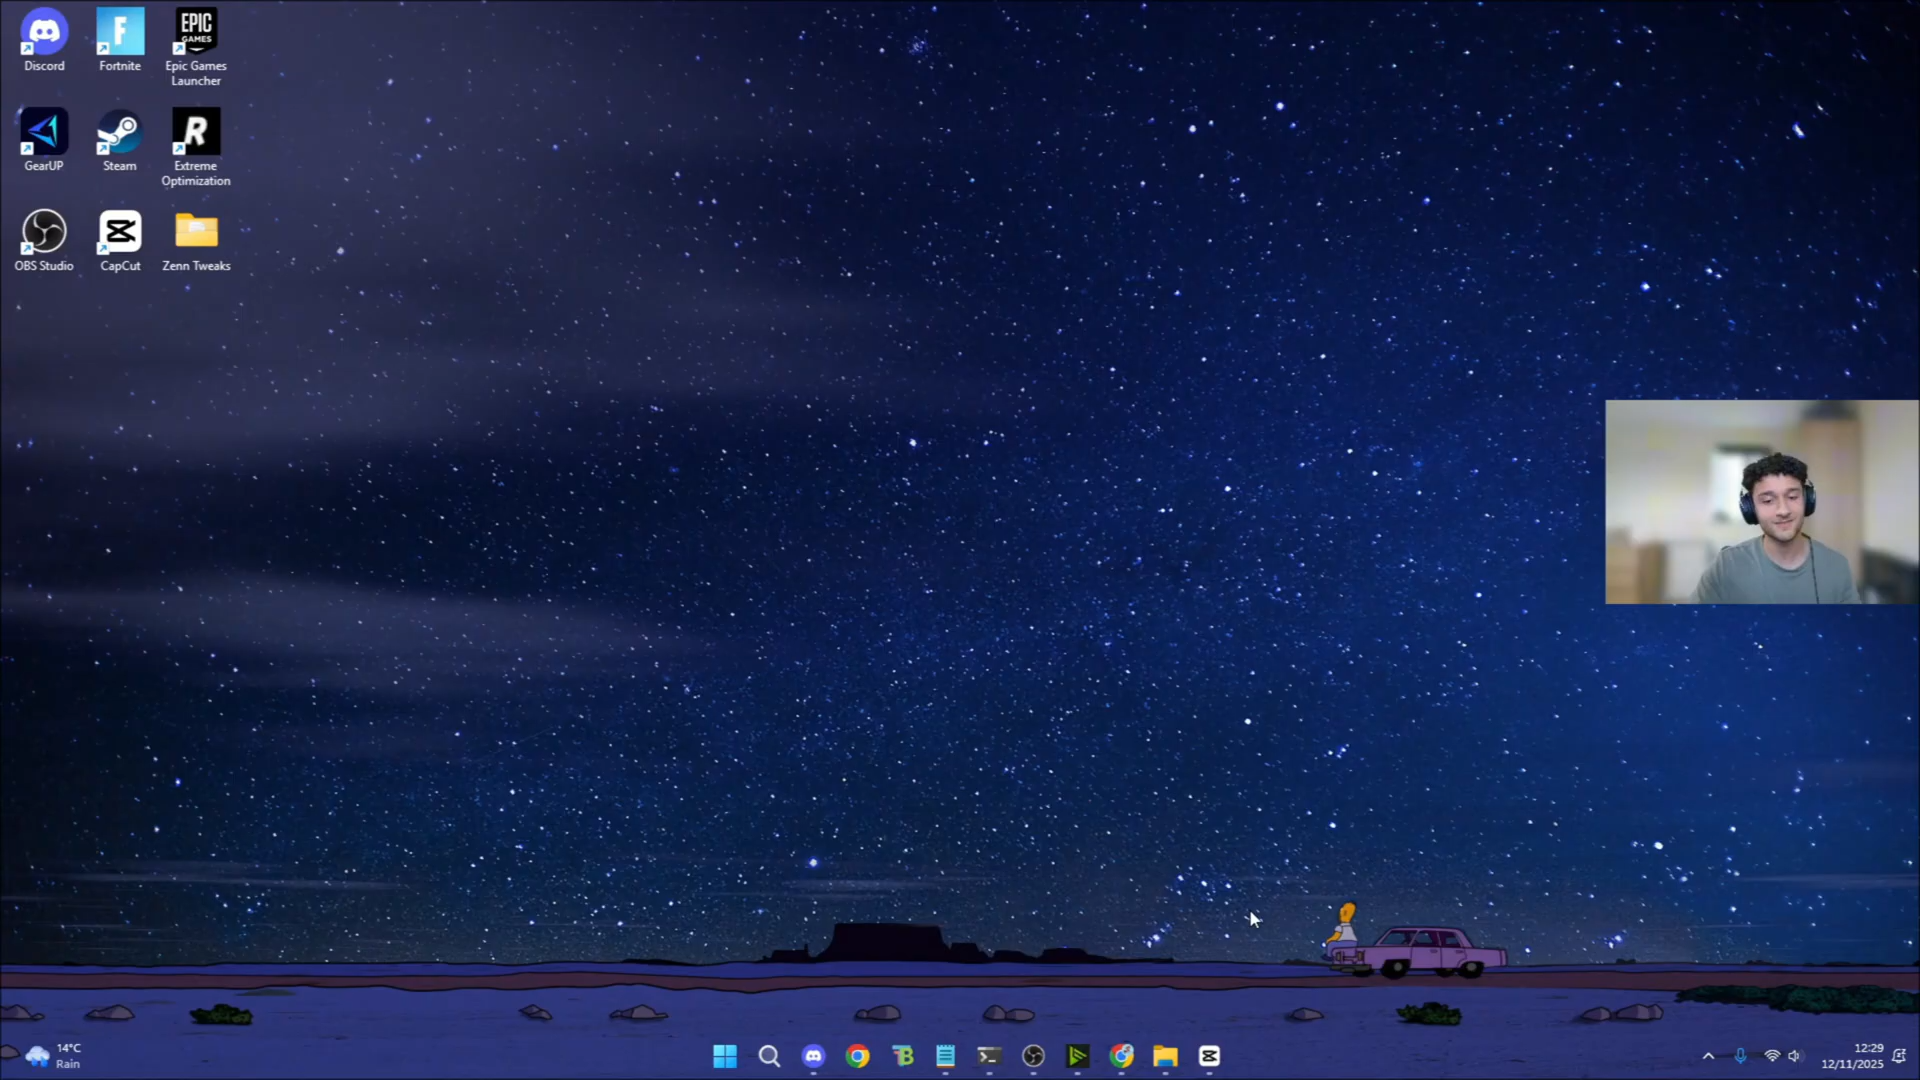 Discord
Fortnite
EPIC
GAMES
Epic Games
Launcher
GearUP
Steam
R
Extreme
Optimization
OBS Studio
CapCut
Zenn Tweaks
14°C
Rain
12:29
12/11/2025